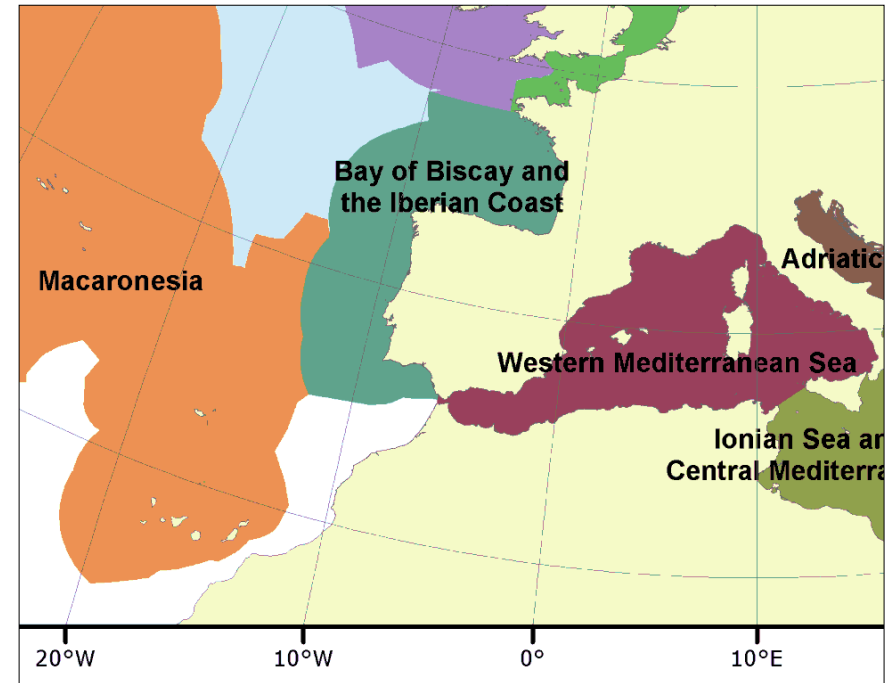 Bay of Biscay and
the Iberian Coast
Adriatic
Macaronesia
Western Mediterranean Sea
Ionian Sea an
Central Mediterra
20°W 10°W 0° 10°E